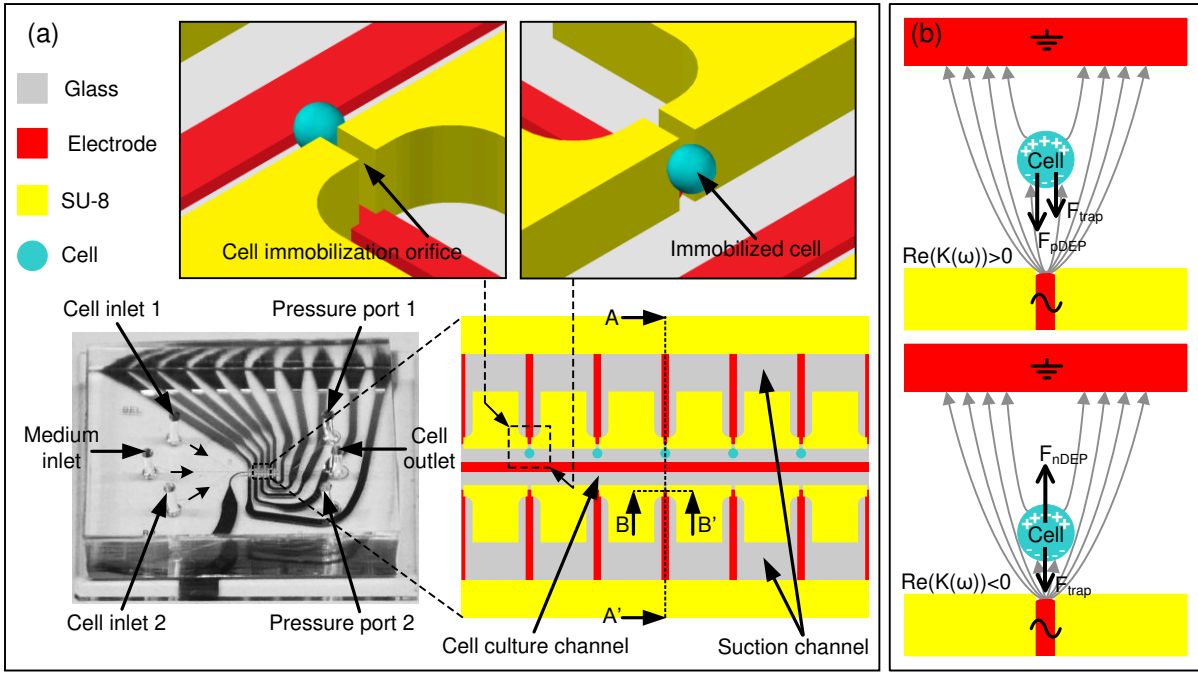 (a)
Glass
Electrode
SU-8
Cell
Cell immobilization orifice
Immobilized cell
Cell inlet 1
Pressure port 1
Medium
inlet
Cell
outlet
Cell inlet 2
Pressure port 2
A
B
B'
A'
Cell culture channel
Suction channel
(b)
Cell
F_trap
F_pDEP
Re(K(ω))>0
F_nDEP
Cell
Re(K(ω))<0
F_trap